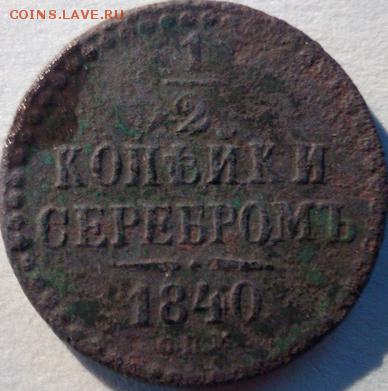 COINS.LAVE.RU
1
2
КОПѢЙКИ
СЕРЕБРОМЪ
1840